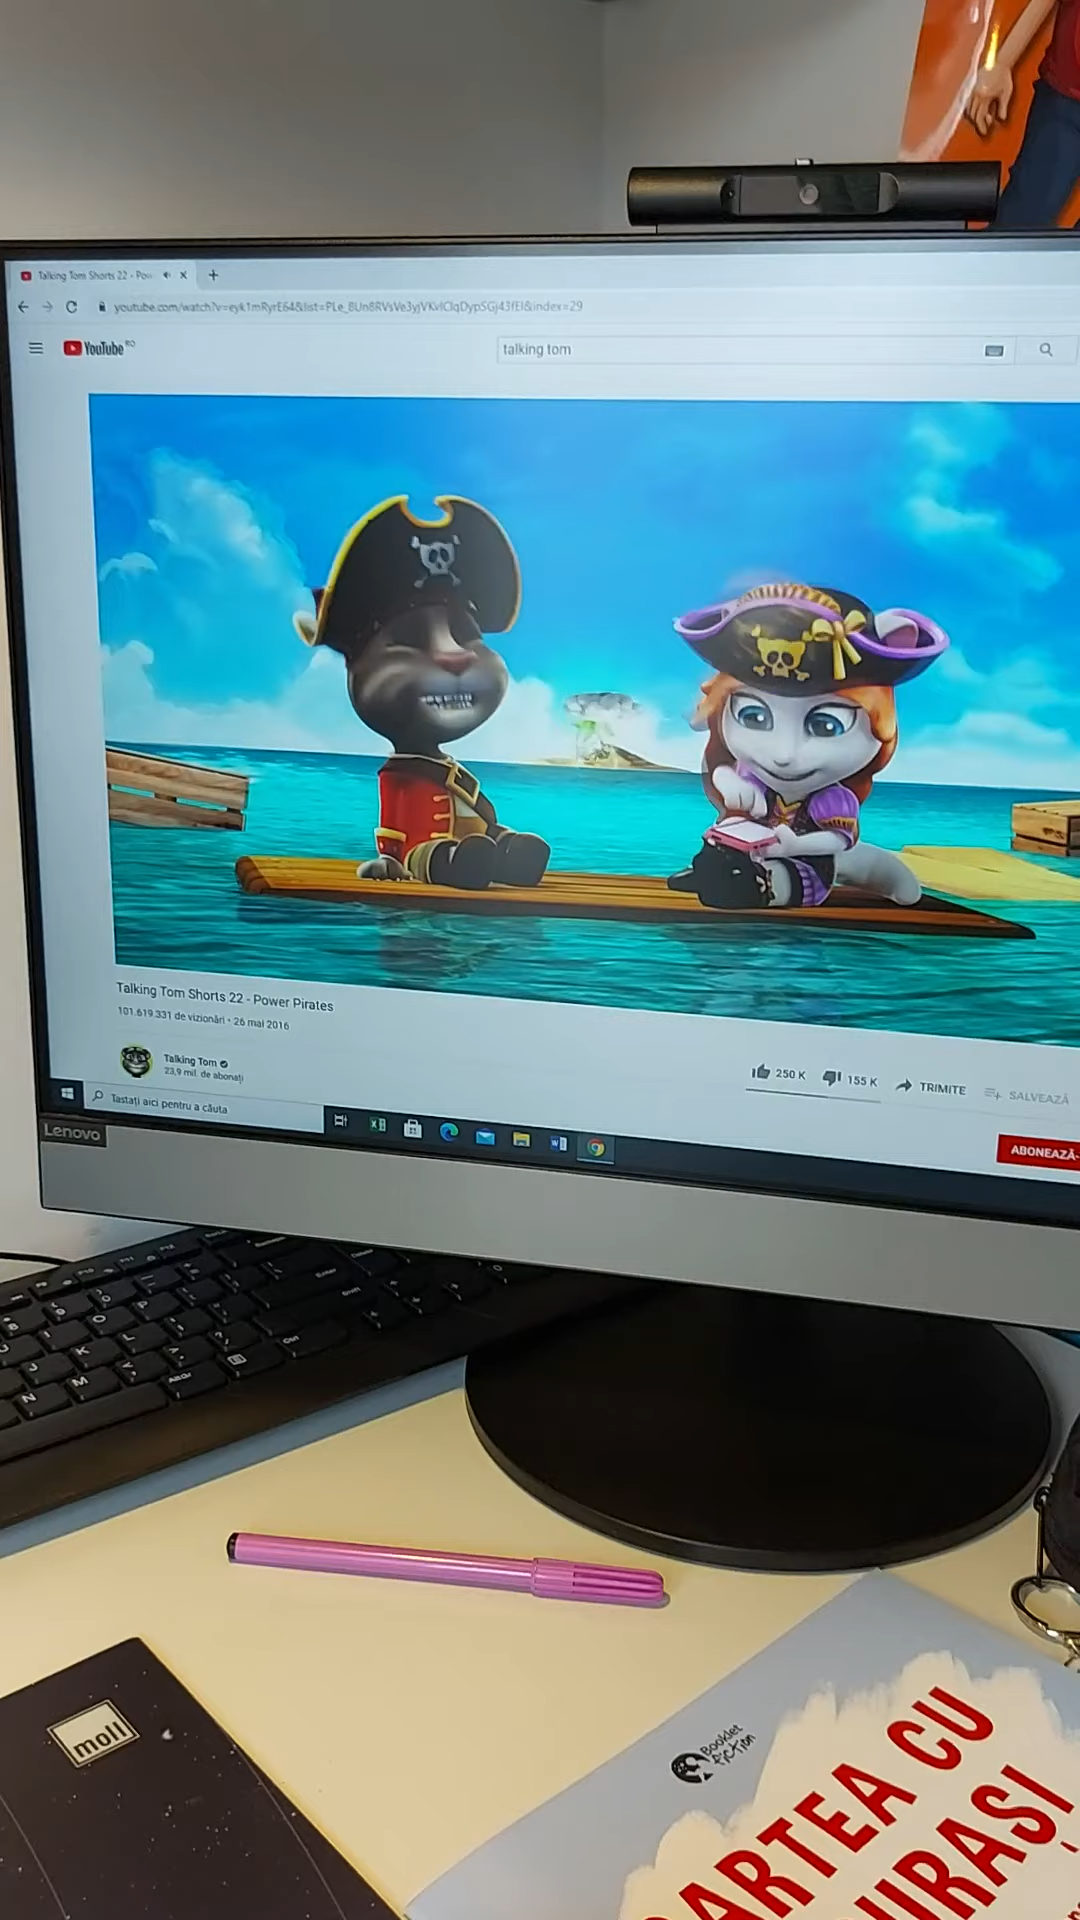 Talking Tom Shorts 22 - Pow
youtube.com/watch?v=eyk1mRyrE64&list=PLe_8Un8RVsVe3yjVKvlClqDypSGj43fEl&index=29
YouTube RO
talking tom
Talking Tom Shorts 22 - Power Pirates
101.619.331 de vizionări • 26 mai 2016
Talking Tom
23,9 mil. de abonați
250 K
155 K
TRIMITE
SALVEAZĂ
ABONEAZĂ-
Tastați aici pentru a căuta
Lenovo
moll
Booklet
fiction
ARTEA CU
URAȘI